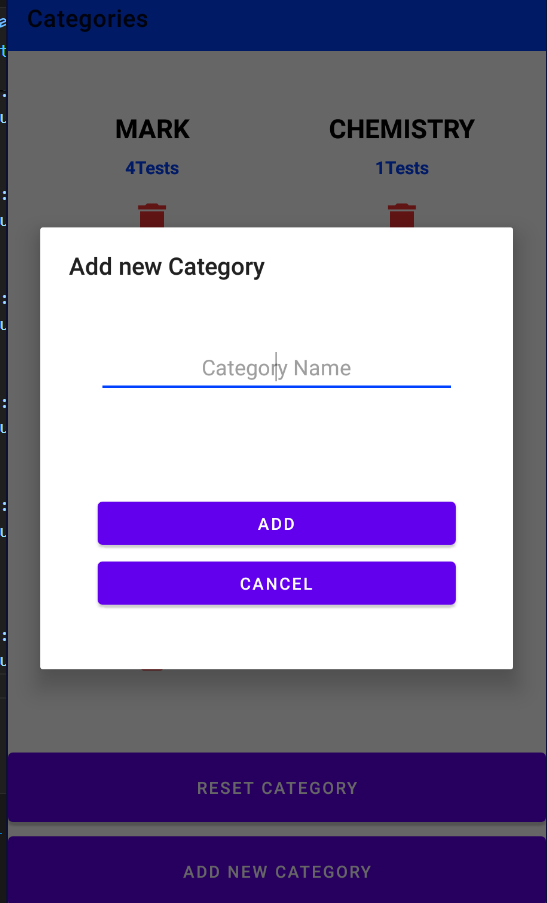 Categories
MARK
CHEMISTRY
4Tests
1Tests
Add new Category
Category Name
ADD
CANCEL
RESET CATEGORY
ADD NEW CATEGORY